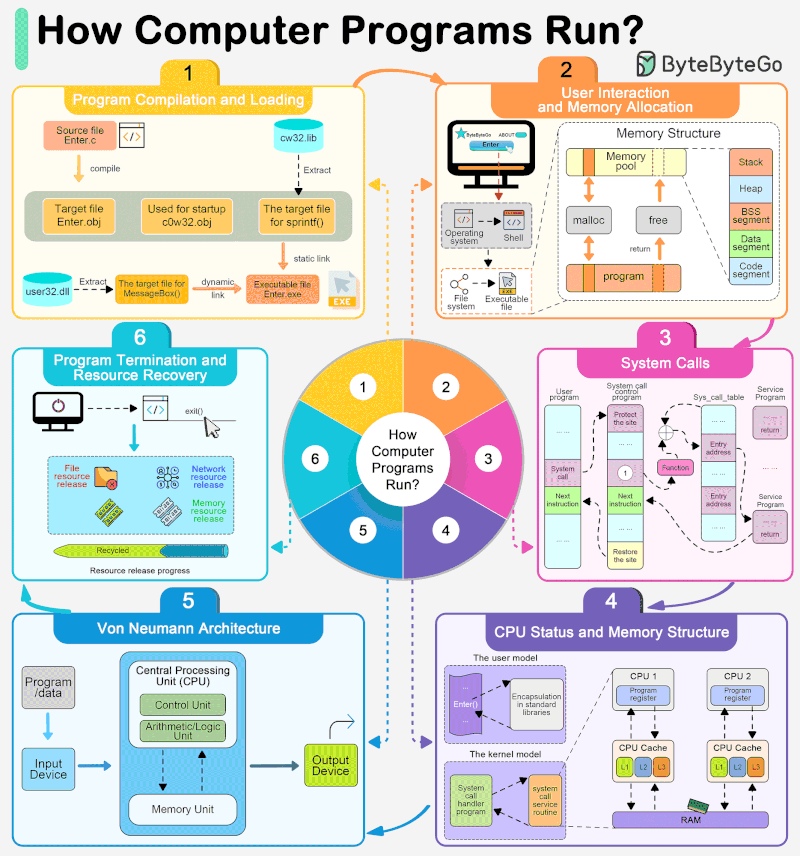 How Computer Programs Run?
ByteByteGo
1
Program Compilation and Loading
Source file
Enter.c
</>
cw32.lib
compile
Extract
Target file
Enter.obj
Used for startup
c0w32.obj
The target file
for sprintf()
static link
user32.dll
Extract
The target file for
MessageBox()
dynamic
link
Executable file
Enter.exe
</>
EXE
2
User Interaction
and Memory Allocation
ByteByteGo
ABOUT
Enter
</>
</>
Operating
system
Shell
File
system
EXE
Executable
file
Memory Structure
Memory
pool
malloc
free
return
program
Stack
Heap
BSS
segment
Data
segment
Code
segment
6
Program Termination and
Resource Recovery
</>
exit()
File
resource
release
Network
resource
release
Memory
resource
release
Recycled
Resource release progress
1
2
3
4
5
6
How
Computer
Programs
Run?
3
System Calls
User
program
System call
control
program
Sys_call_table
Service
Program
... ...
System
call
Next
instruction
... ...
Protect
the site
... ...
1
Next
instruction
... ...
Restore
the site
Function
... ...
Entry
address
... ...
Entry
address
... ...
... ...
return
... ...
Service
Program
... ...
return
5
Von Neumann Architecture
Program
/data
Input
Device
Central Processing
Unit (CPU)
Control Unit
Arithmetic/Logic
Unit
Memory Unit
Output
Device
4
CPU Status and Memory Structure
The user model
...
Enter()
...
Encapsulation
in standard
libraries
The kernel model
System
call
handler
program
system
call
service
routine
CPU 1
Program
register
CPU 2
Program
register
CPU Cache
L1
L2
L3
CPU Cache
L1
L2
L3
RAM